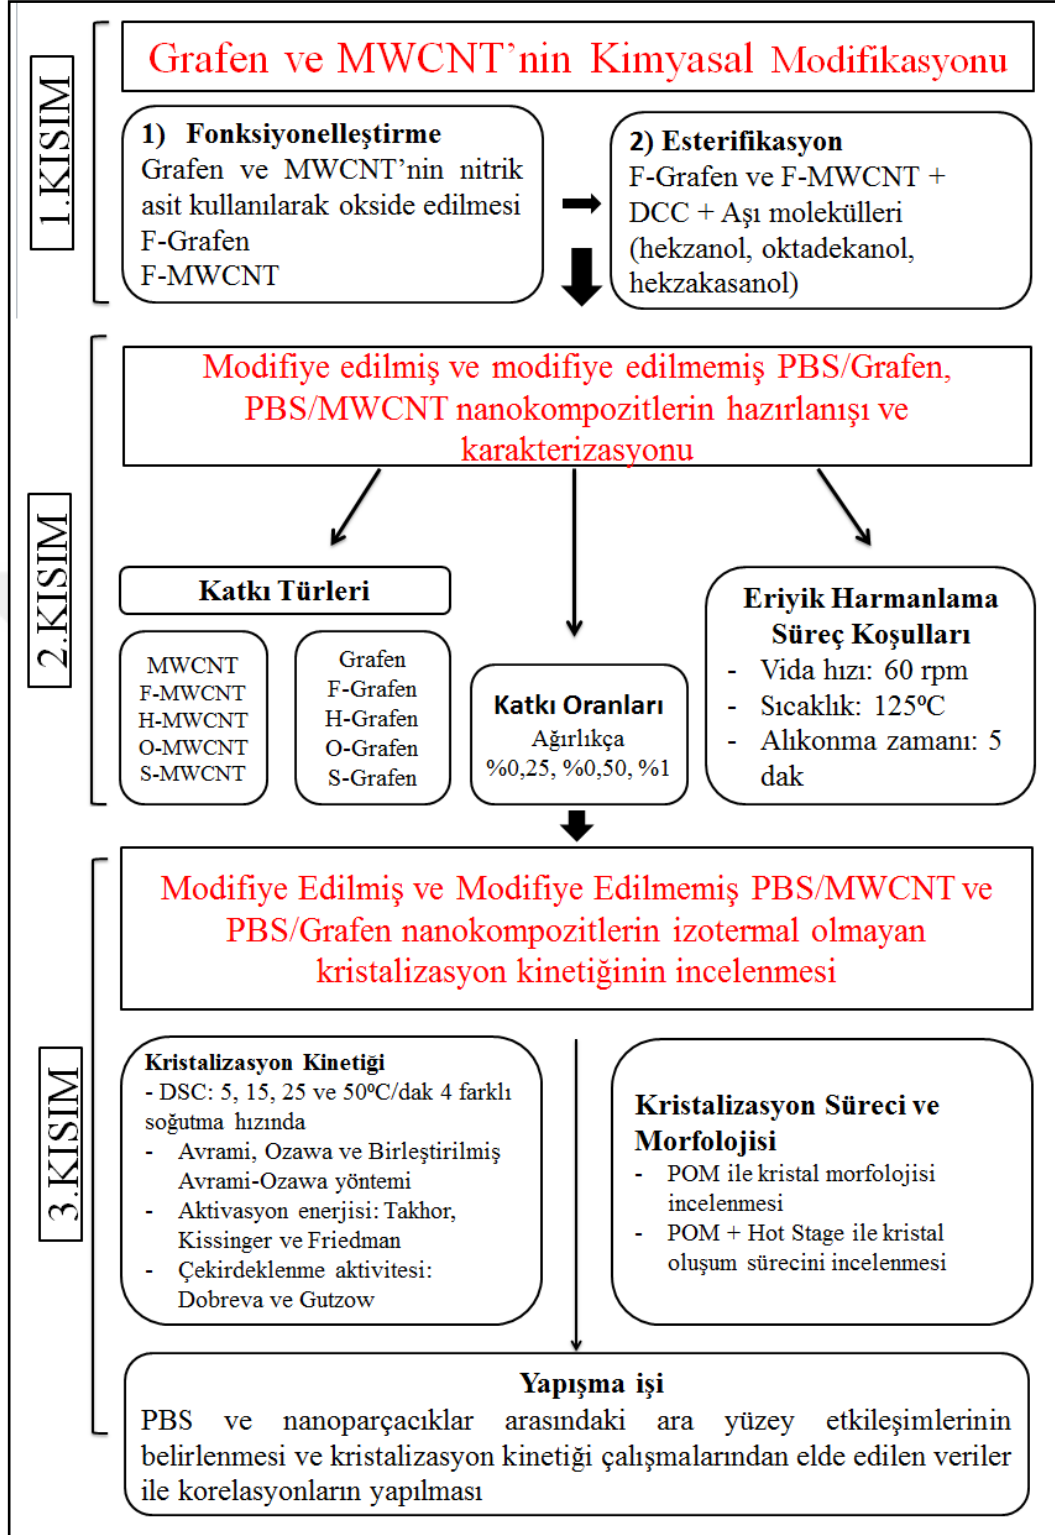 1.KISIM
Grafen ve MWCNT’nin Kimyasal Modifikasyonu
1) Fonksiyonelleştirme
Grafen ve MWCNT’nin nitrik
asit kullanılarak okside edilmesi
F-Grafen
F-MWCNT
2) Esterifikasyon
F-Grafen ve F-MWCNT +
DCC + Aşı molekülleri
(hekzanol, oktadekanol,
hekzakasanol)
2.KISIM
Modifiye edilmiş ve modifiye edilmemiş PBS/Grafen,
PBS/MWCNT nanokompozitlerin hazırlanışı ve
karakterizasyonu
Katkı Türleri
MWCNT
F-MWCNT
H-MWCNT
O-MWCNT
S-MWCNT
Grafen
F-Grafen
H-Grafen
O-Grafen
S-Grafen
Katkı Oranları
Ağırlıkça
%0,25, %0,50, %1
Eriyik Harmanlama
Süreç Koşulları
- Vida hızı: 60 rpm
- Sıcaklık: 125⁰C
- Alıkonma zamanı: 5
dak
3.KISIM
Modifiye Edilmiş ve Modifiye Edilmemiş PBS/MWCNT ve
PBS/Grafen nanokompozitlerin izotermal olmayan
kristalizasyon kinetiğinin incelenmesi
Kristalizasyon Kinetiği
- DSC: 5, 15, 25 ve 50⁰C/dak 4 farklı
soğutma hızında
- Avrami, Ozawa ve Birleştirilmiş
Avrami-Ozawa yöntemi
- Aktivasyon enerjisi: Takhor,
Kissinger ve Friedman
- Çekirdeklenme aktivitesi:
Dobreva ve Gutzow
Kristalizasyon Süreci ve
Morfolojisi
- POM ile kristal morfolojisi
incelenmesi
- POM + Hot Stage ile kristal
oluşum sürecini incelenmesi
Yapışma işi
PBS ve nanoparçacıklar arasındaki ara yüzey etkileşimlerinin
belirlenmesi ve kristalizasyon kinetiği çalışmalarından elde edilen veriler
ile korelasyonların yapılması